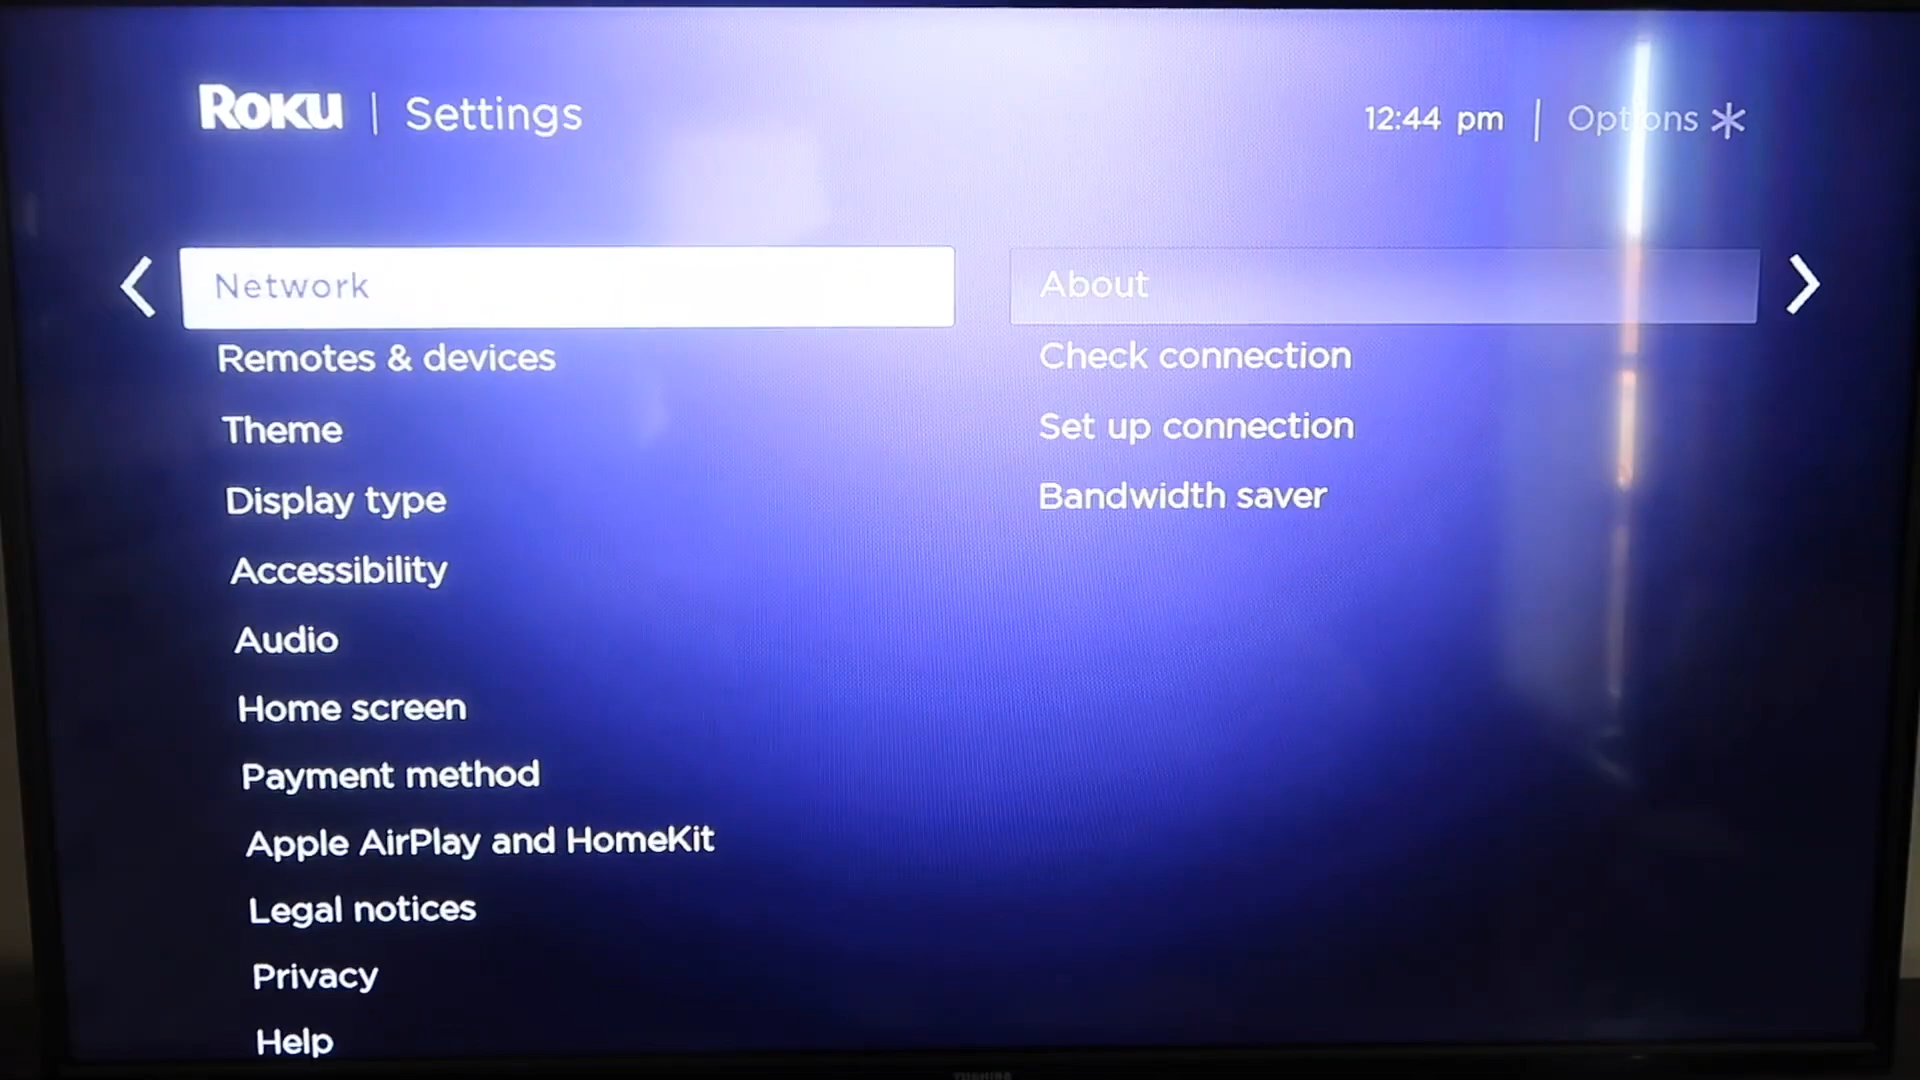 Roku | Settings
12:44 pm | Options *
Network
Remotes & devices
Theme
Display type
Accessibility
Audio
Home screen
Payment method
Apple AirPlay and HomeKit
Legal notices
Privacy
Help
About
Check connection
Set up connection
Bandwidth saver
TOSHIBA